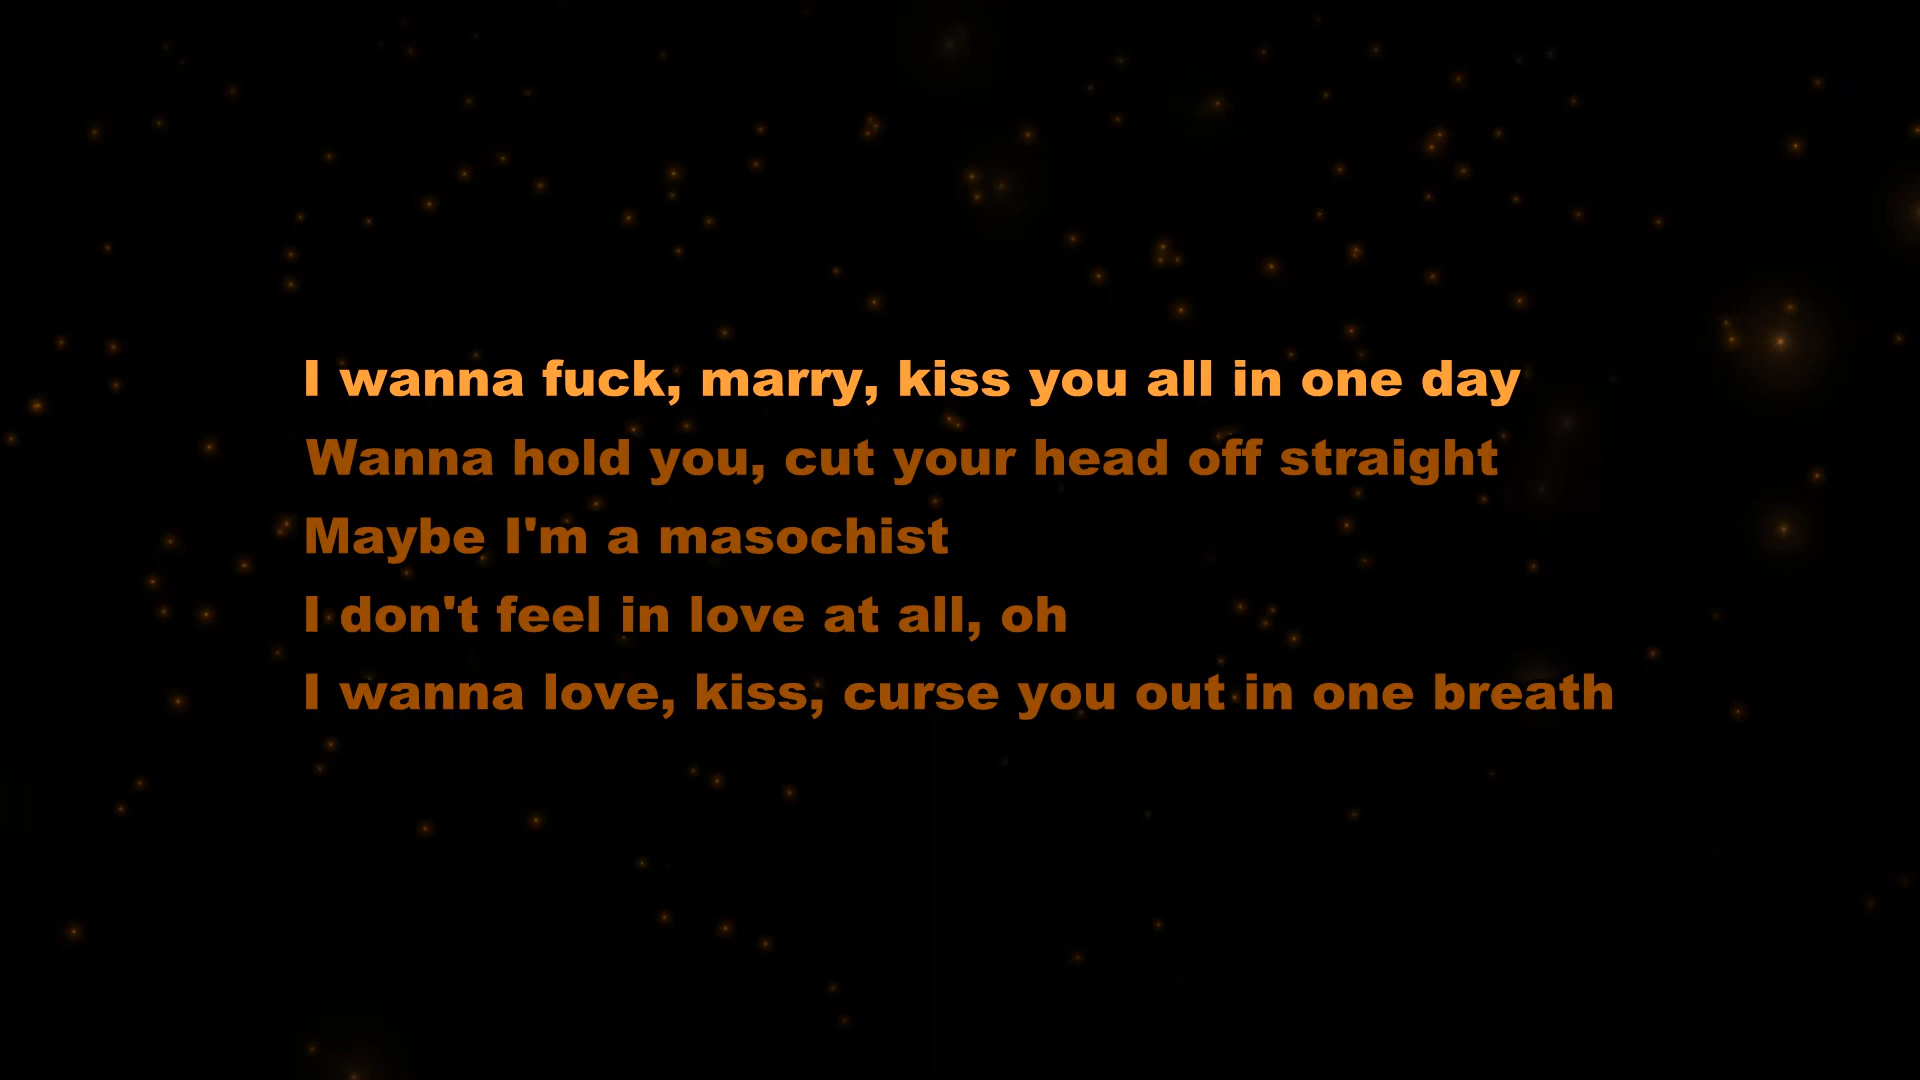 I wanna fuck, marry, kiss you all in one day
Wanna hold you, cut your head off straight
Maybe I'm a masochist
I don't feel in love at all, oh
I wanna love, kiss, curse you out in one breath